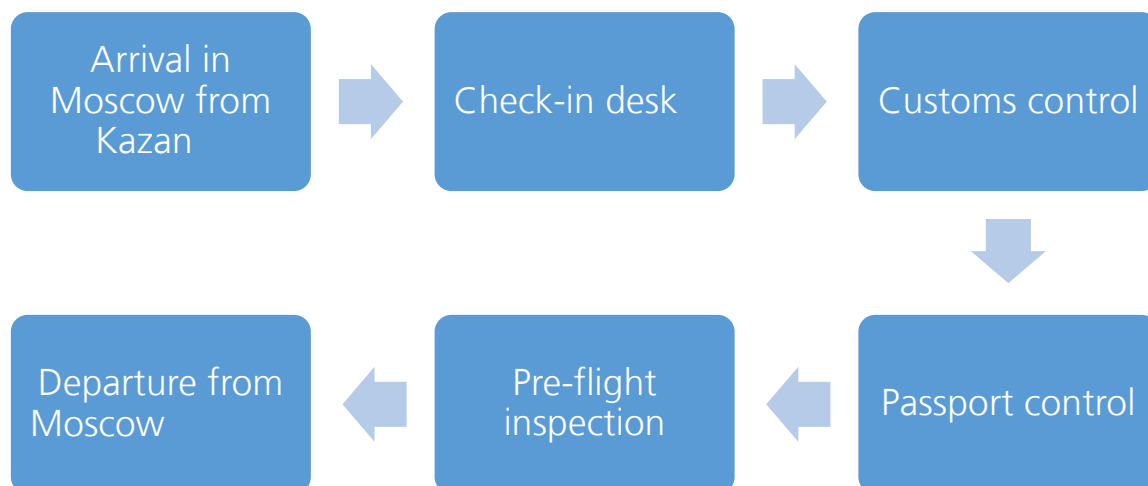 Arrival in
Moscow from
Kazan
Check-in desk
Customs control
Passport control
Pre-flight
inspection
Departure from
Moscow